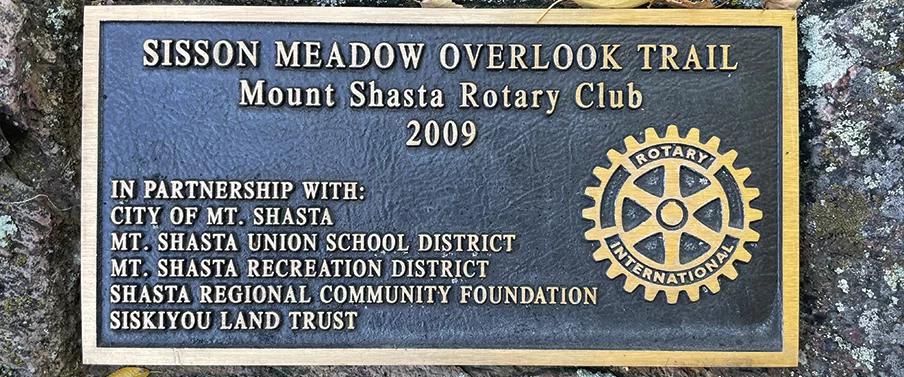 SISSON MEADOW OVERLOOK TRAIL
Mount Shasta Rotary Club
2009
IN PARTNERSHIP WITH:
CITY OF MT. SHASTA
MT. SHASTA UNION SCHOOL DISTRICT
MT. SHASTA RECREATION DISTRICT
SHASTA REGIONAL COMMUNITY FOUNDATION
SISKIYOU LAND TRUST
ROTARY
INTERNATIONAL